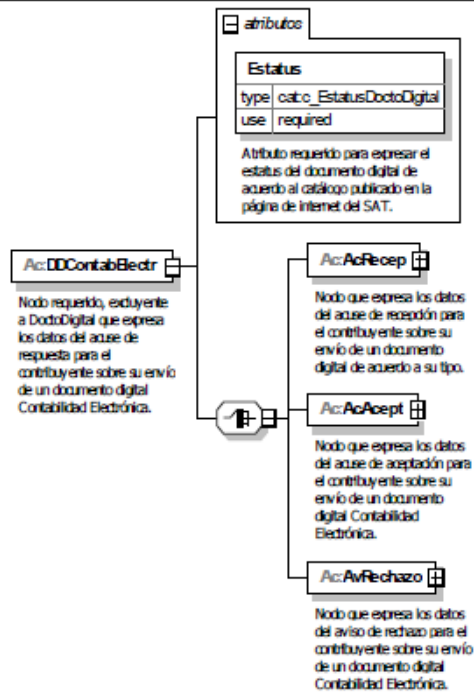 atributos
Estatus
type cat:c_EstatusDoctoDigital
use required
Atributo requerido para expresar el
estatus del documento digital de
acuerdo al catálogo publicado en la
página de internet del SAT.
Ac:DDContabElectr
Nodo requerido, excluyente
a DoctoDigital que expresa
los datos del acuse de
respuesta para el
contribuyente sobre su envío
de un documento digital
Contabilidad Electrónica.
Ac:AcRecep
Nodo que expresa los datos
del acuse de recepción para
el contribuyente sobre su
envío de un documento
digital de acuerdo a su tipo.
Ac:AcAcept
Nodo que expresa los datos
del acuse de aceptación para
el contribuyente sobre su
envío de un documento
digital Contabilidad
Electrónica.
Ac:AvRechazo
Nodo que expresa los datos
del aviso de rechazo para el
contribuyente sobre su envío
de un documento digital
Contabilidad Electrónica.